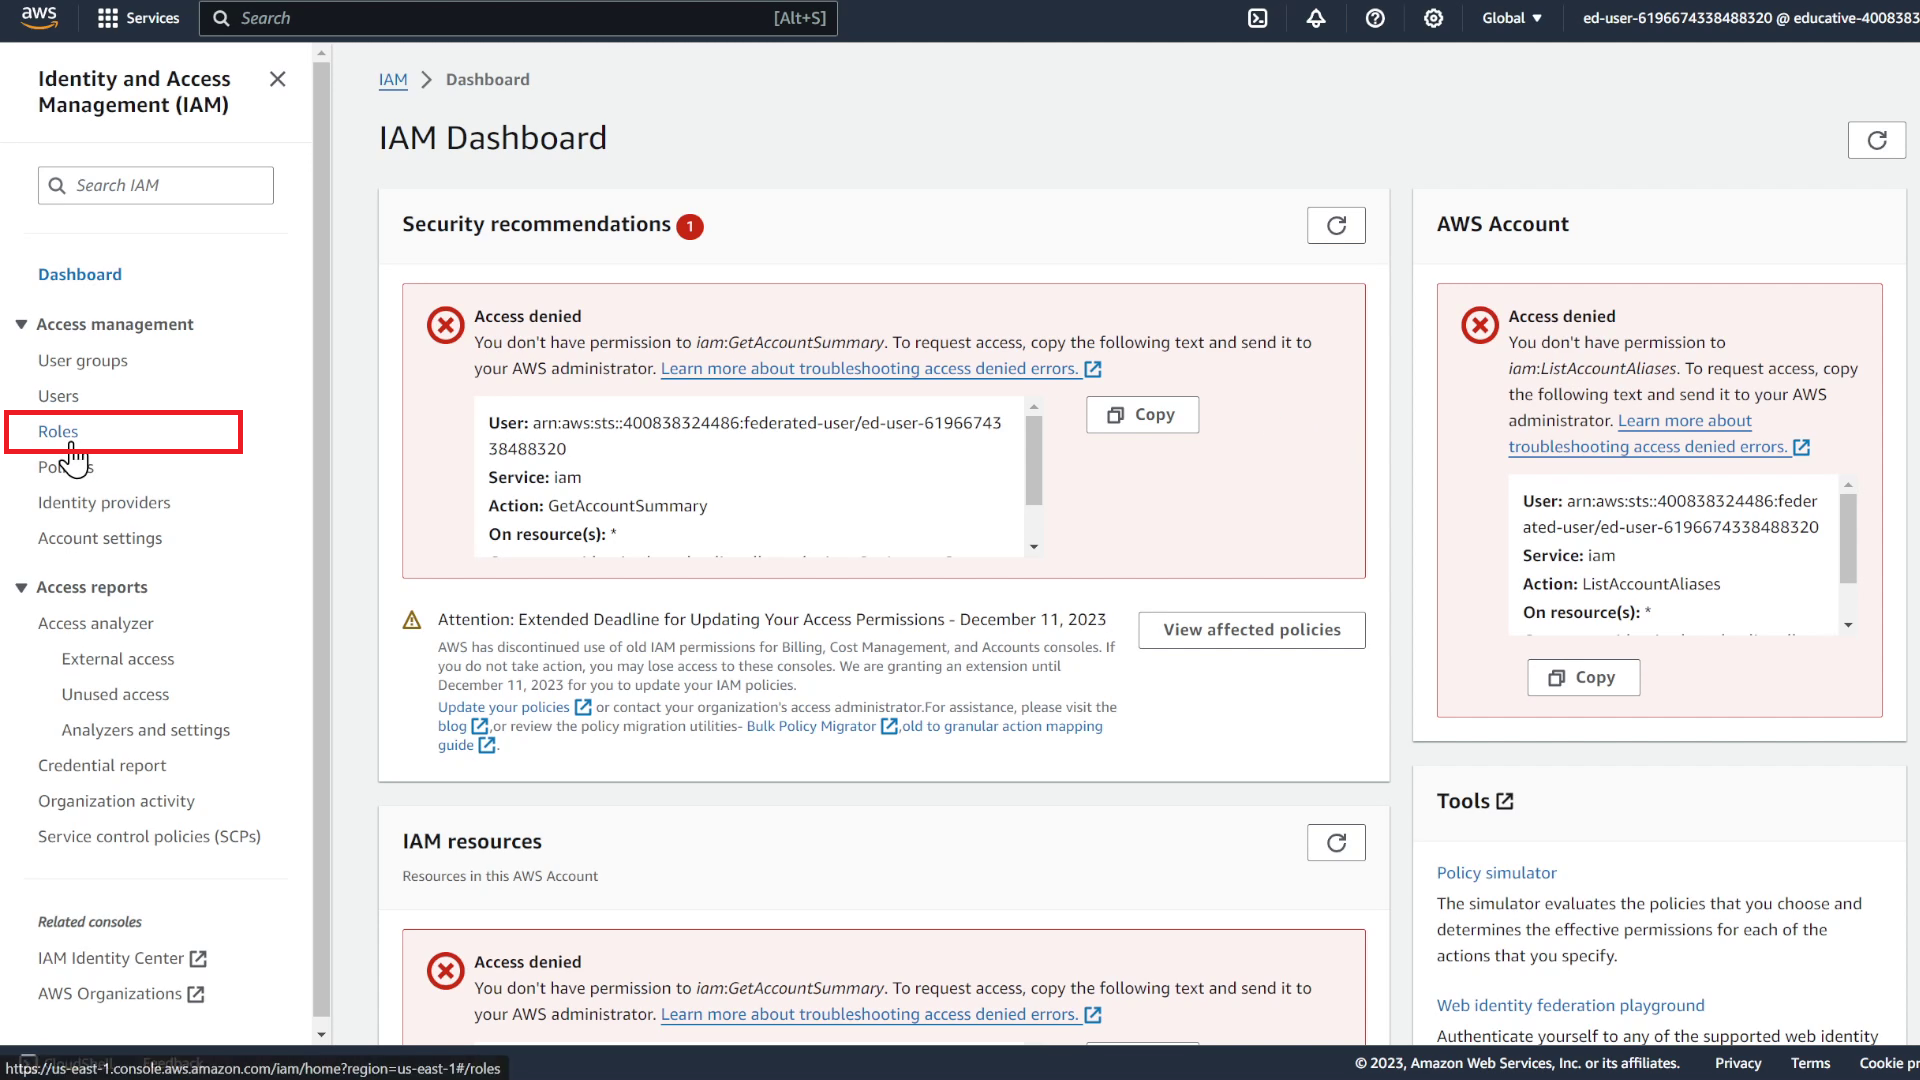 aws
Services
Search
[Alt+S]
Global ▼
ed-user-6196674338488320 @ educative-4008383
Identity and Access
Management (IAM)
Search IAM
Dashboard
Access management
User groups
Users
Roles
Identity providers
Account settings
Access reports
Access analyzer
External access
Unused access
Analyzers and settings
Credential report
Organization activity
Service control policies (SCPs)
Related consoles
IAM Identity Center
AWS Organizations
IAM > Dashboard
IAM Dashboard
Security recommendations 1
Access denied
You don't have permission to iam:GetAccountSummary. To request access, copy the following text and send it to
your AWS administrator. Learn more about troubleshooting access denied errors.
User: arn:aws:sts::400838324486:federated-user/ed-user-61966743
38488320
Service: iam
Action: GetAccountSummary
On resource(s): *
Copy
Attention: Extended Deadline for Updating Your Access Permissions - December 11, 2023
AWS has discontinued use of old IAM permissions for Billing, Cost Management, and Accounts consoles. If
you do not take action, you may lose access to these consoles. We are granting an extension until
December 11, 2023 for you to update your IAM policies.
Update your policies or contact your organization's access administrator.For assistance, please visit the
blog ,or review the policy migration utilities- Bulk Policy Migrator ,old to granular action mapping
guide .
View affected policies
IAM resources
Resources in this AWS Account
Access denied
You don't have permission to iam:GetAccountSummary. To request access, copy the following text and send it to
your AWS administrator. Learn more about troubleshooting access denied errors.
AWS Account
Access denied
You don't have permission to
iam:ListAccountAliases. To request access, copy
the following text and send it to your AWS
administrator. Learn more about
troubleshooting access denied errors.
User: arn:aws:sts::400838324486:feder
ated-user/ed-user-6196674338488320
Service: iam
Action: ListAccountAliases
On resource(s): *
Copy
Tools
Policy simulator
The simulator evaluates the policies that you choose and
determines the effective permissions for each of the
actions that you specify.
Web identity federation playground
Authenticate yourself to any of the supported web identity
CloudShell Feedback
https://us-east-1.console.aws.amazon.com/iam/home?region=us-east-1#/roles
© 2023, Amazon Web Services, Inc. or its affiliates.
Privacy
Terms
Cookie pr